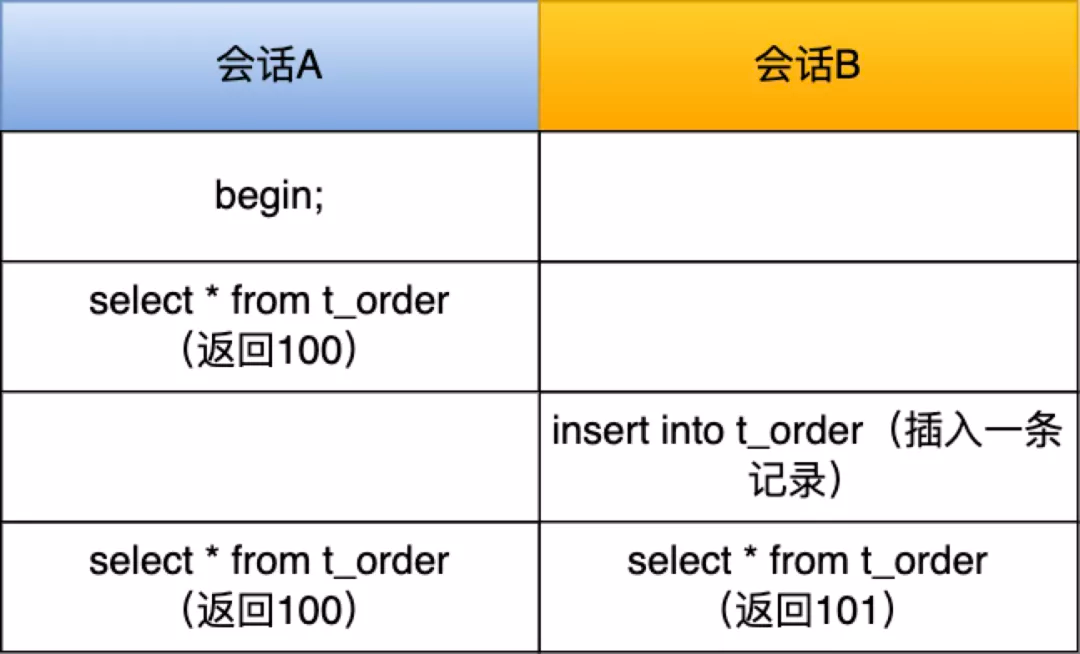 会话A
会话B
begin;
select * from t_order
（返回100）
insert into t_order（插入一条
记录）
select * from t_order
（返回100）
select * from t_order
（返回101）